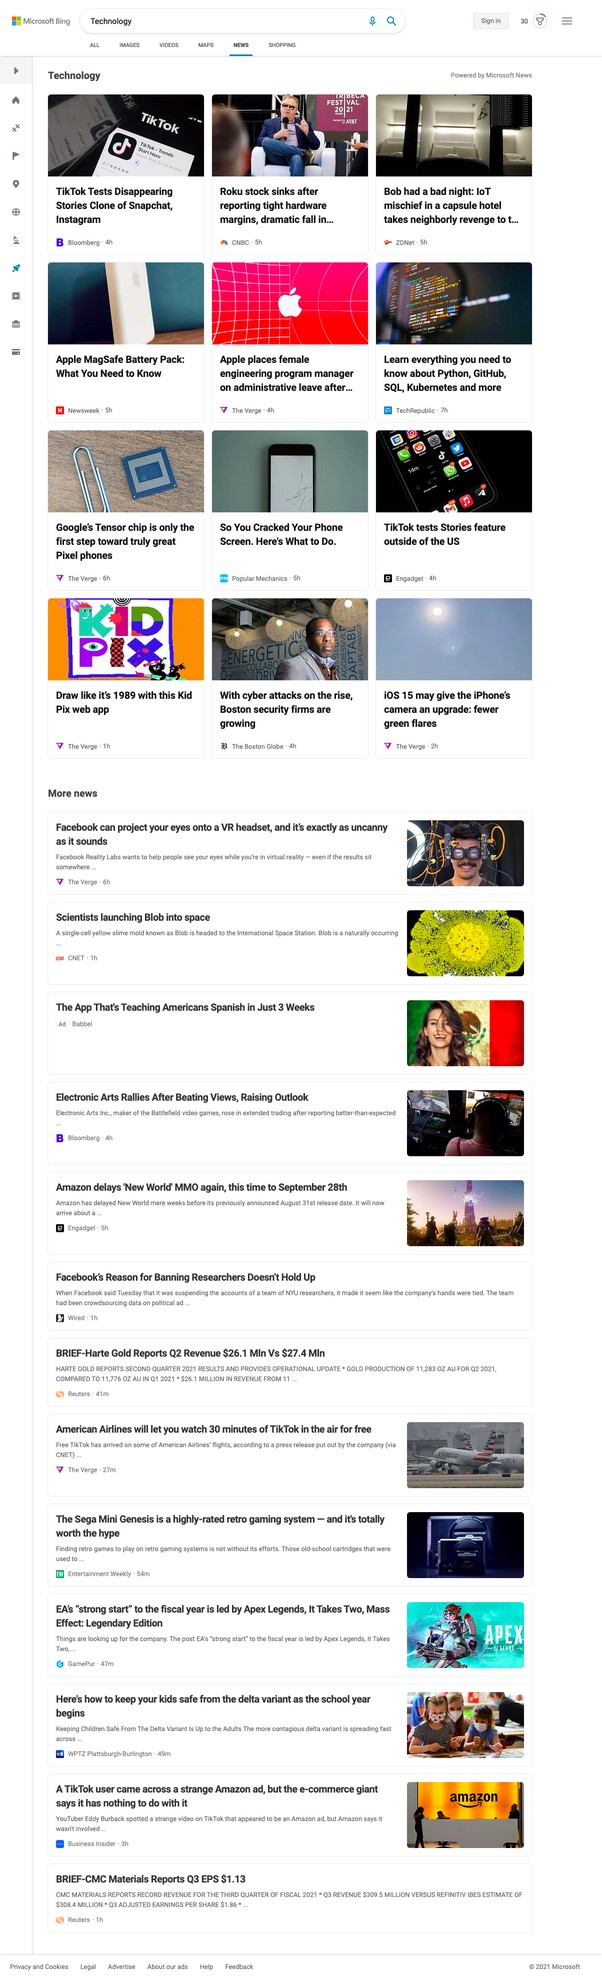 Microsoft Bing
Technology
Sign in
30
ALL
IMAGES
VIDEOS
MAPS
NEWS
SHOPPING
Technology
Powered by Microsoft News
TikTok
TikTok - Trends
Start Here
TRIBECA
FESTIVAL
21
AT&T
TikTok Tests Disappearing
Stories Clone of Snapchat,
Instagram
Bloomberg · 4h
Roku stock sinks after
reporting tight hardware
margins, dramatic fall in...
CNBC · 5h
Bob had a bad night: IoT
mischief in a capsule hotel
takes neighborly revenge to t...
ZDNet · 5h
Apple MagSafe Battery Pack:
What You Need to Know
Newsweek · 5h
Apple places female
engineering program manager
on administrative leave after...
The Verge · 4h
Learn everything you need to
know about Python, GitHub,
SQL, Kubernetes and more
TechRepublic · 7h
Google's Tensor chip is only the
first step toward truly great
Pixel phones
The Verge · 6h
So You Cracked Your Phone
Screen. Here's What to Do.
Popular Mechanics · 5h
TikTok tests Stories feature
outside of the US
Engadget · 4h
KID
PIX
ENERGETIC
ADAPTABLE
Draw like it's 1989 with this Kid
Pix web app
The Verge · 1h
With cyber attacks on the rise,
Boston security firms are
growing
The Boston Globe · 4h
iOS 15 may give the iPhone's
camera an upgrade: fewer
green flares
The Verge · 2h
More news
Facebook can project your eyes onto a VR headset, and it's exactly as uncanny
as it sounds
Facebook Reality Labs wants to help people see your eyes while you're in virtual reality — even if the results sit
somewhere ...
The Verge · 6h
Scientists launching Blob into space
A single-cell yellow slime mold known as Blob is headed to the International Space Station. Blob is a naturally occurring
...
CNET · 1h
The App That's Teaching Americans Spanish in Just 3 Weeks
Ad Babbel
Electronic Arts Rallies After Beating Views, Raising Outlook
Electronic Arts Inc., maker of the Battlefield video games, rose in extended trading after reporting better-than-expected
...
Bloomberg · 4h
Amazon delays 'New World' MMO again, this time to September 28th
Amazon has delayed New World mere weeks before its previously announced August 31st release date. It will now
arrive about a ...
Engadget · 5h
Facebook's Reason for Banning Researchers Doesn't Hold Up
When Facebook said Tuesday that it was suspending the accounts of a team of NYU researchers, it made it seem like the company's hands were tied. The team
had been crowdsourcing data on political ad ...
Wired · 1h
BRIEF-Harte Gold Reports Q2 Revenue $26.1 Mln Vs $27.4 Mln
HARTE GOLD REPORTS SECOND QUARTER 2021 RESULTS AND PROVIDES OPERATIONAL UPDATE * GOLD PRODUCTION OF 11,283 OZ AU FOR Q2 2021,
COMPARED TO 11,776 OZ AU IN Q1 2021 * $26.1 MILLION IN REVENUE FROM 11 ...
Reuters · 41m
American Airlines will let you watch 30 minutes of TikTok in the air for free
Free TikTok has arrived on some of American Airlines' flights, according to a press release put out by the company (via
CNET) ...
The Verge · 27m
The Sega Mini Genesis is a highly-rated retro gaming system — and it's totally
worth the hype
Finding retro games to play on retro gaming systems is not without its efforts. Those old-school cartridges that were
used to ...
Entertainment Weekly · 54m
EA's “strong start” to the fiscal year is led by Apex Legends, It Takes Two, Mass
Effect: Legendary Edition
Things are looking up for the company. The post EA's “strong start” to the fiscal year is led by Apex Legends, It Takes
Two, ...
GamePur · 47m
APEX
LEGENDS
Here's how to keep your kids safe from the delta variant as the school year
begins
Keeping Children Safe From The Delta Variant Is Up to the Adults The more contagious delta variant is spreading fast
across ...
WPTZ Plattsburgh-Burlington · 49m
A TikTok user came across a strange Amazon ad, but the e-commerce giant
says it has nothing to do with it
YouTuber Eddy Burback spotted a strange video on TikTok that appeared to be an Amazon ad, but Amazon says it
wasn't involved ...
Business Insider · 3h
amazon
BRIEF-CMC Materials Reports Q3 EPS $1.13
CMC MATERIALS REPORTS RECORD REVENUE FOR THE THIRD QUARTER OF FISCAL 2021 * Q3 REVENUE $309.5 MILLION VERSUS REFINITIV IBES ESTIMATE OF
$308.4 MILLION * Q3 ADJUSTED EARNINGS PER SHARE $1.86 * ...
Reuters · 1h
Privacy and Cookies
Legal
Advertise
About our ads
Help
Feedback
© 2021 Microsoft